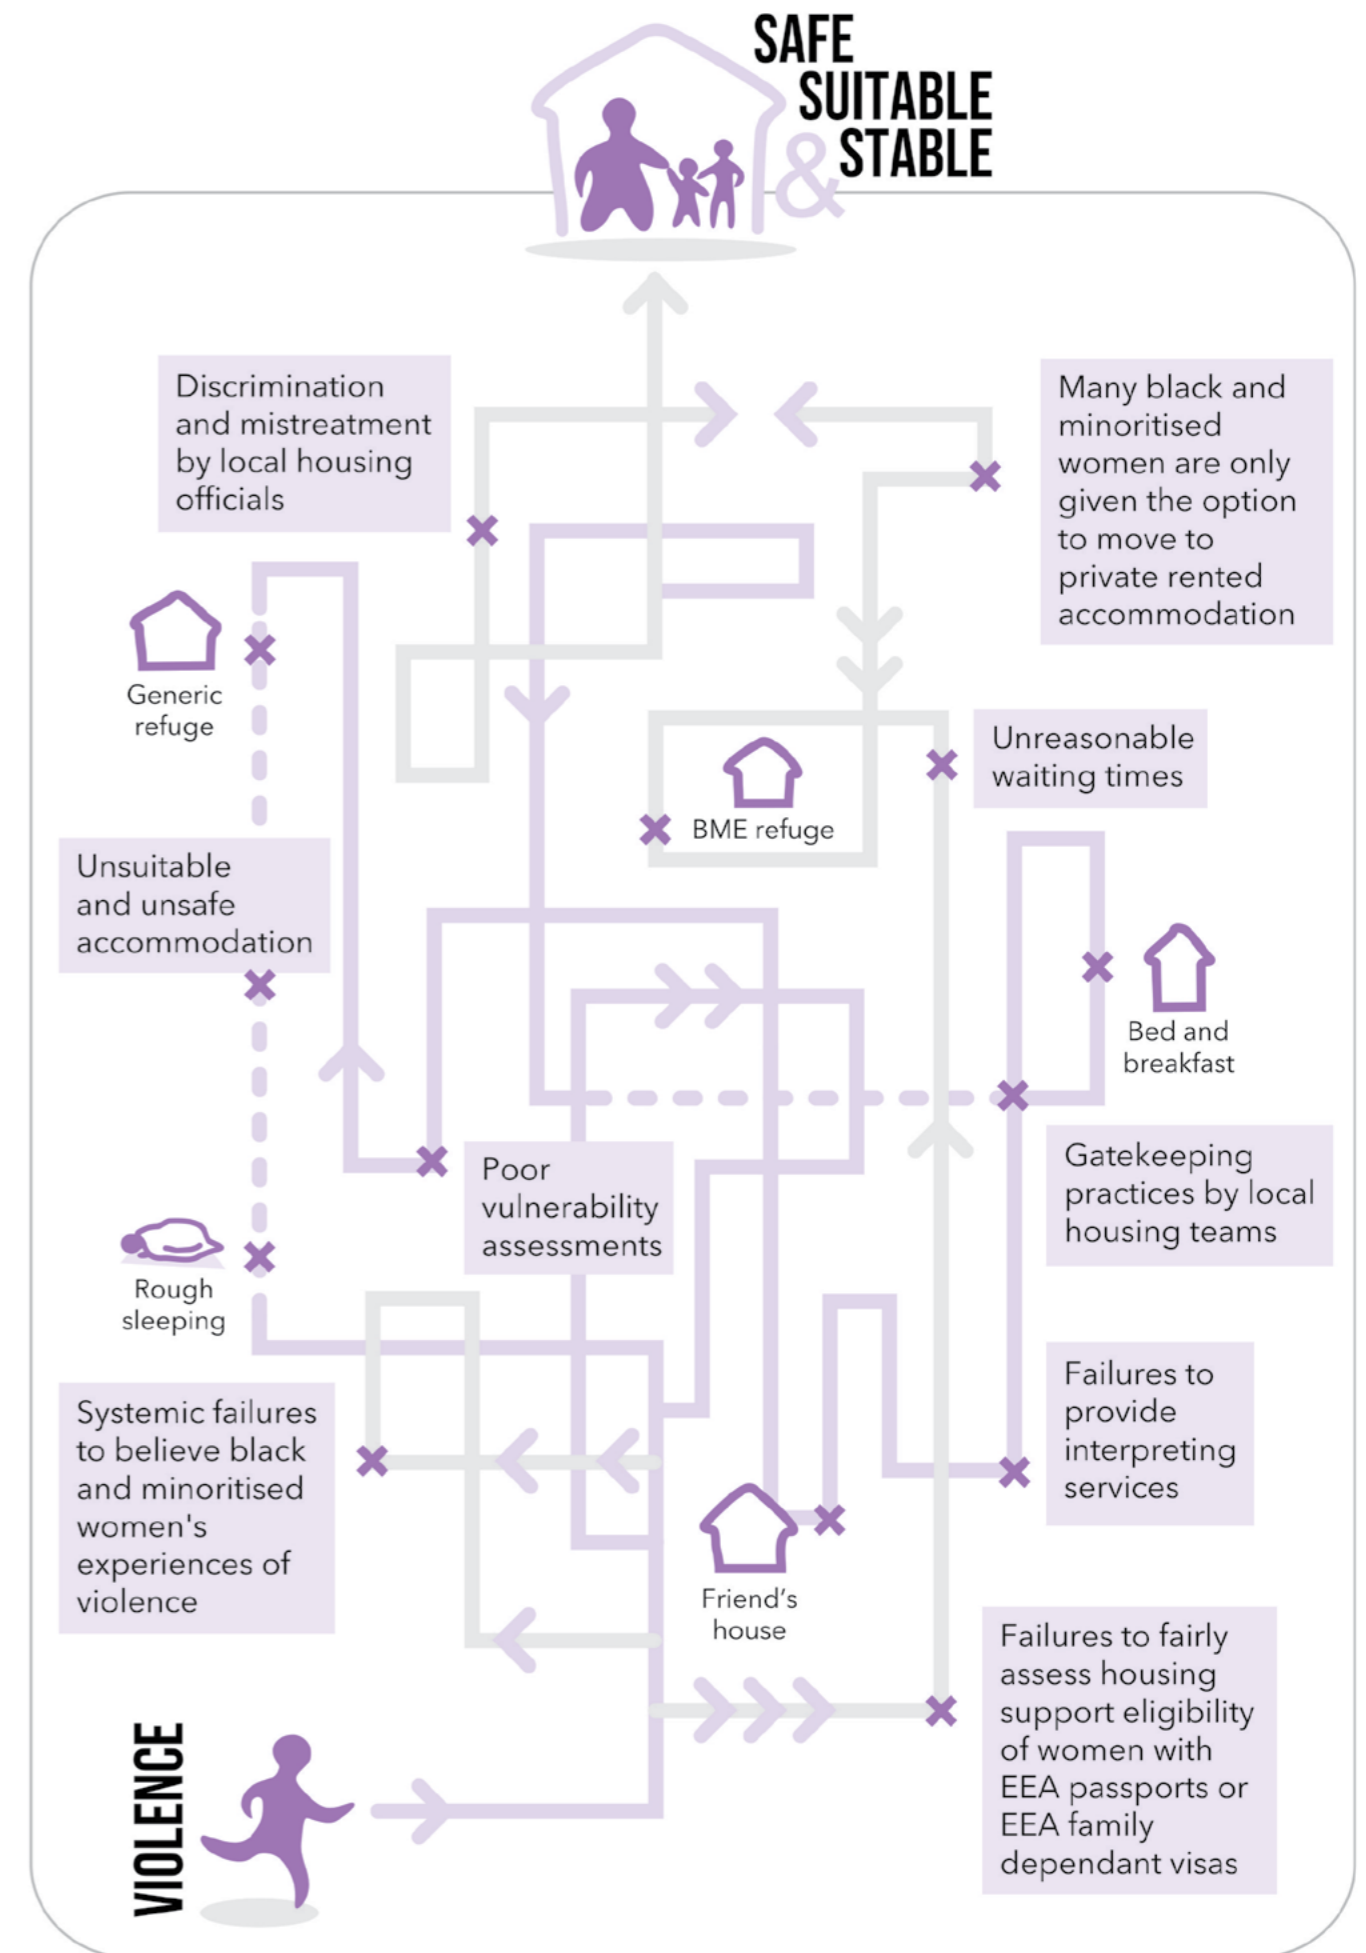 SAFE
SUITABLE
& STABLE
Discrimination
and mistreatment
by local housing
officials
Many black and
minoritised
women are only
given the option
to move to
private rented
accommodation
Generic
refuge
Unreasonable
waiting times
BME refuge
Unsuitable
and unsafe
accommodation
Bed and
breakfast
Poor
vulnerability
assessments
Gatekeeping
practices by local
housing teams
Rough
sleeping
Failures to
provide
interpreting
services
Systemic failures
to believe black
and minoritised
women's
experiences of
violence
Friend's
house
Failures to fairly
assess housing
support eligibility
of women with
EEA passports or
EEA family
dependant visas
VIOLENCE